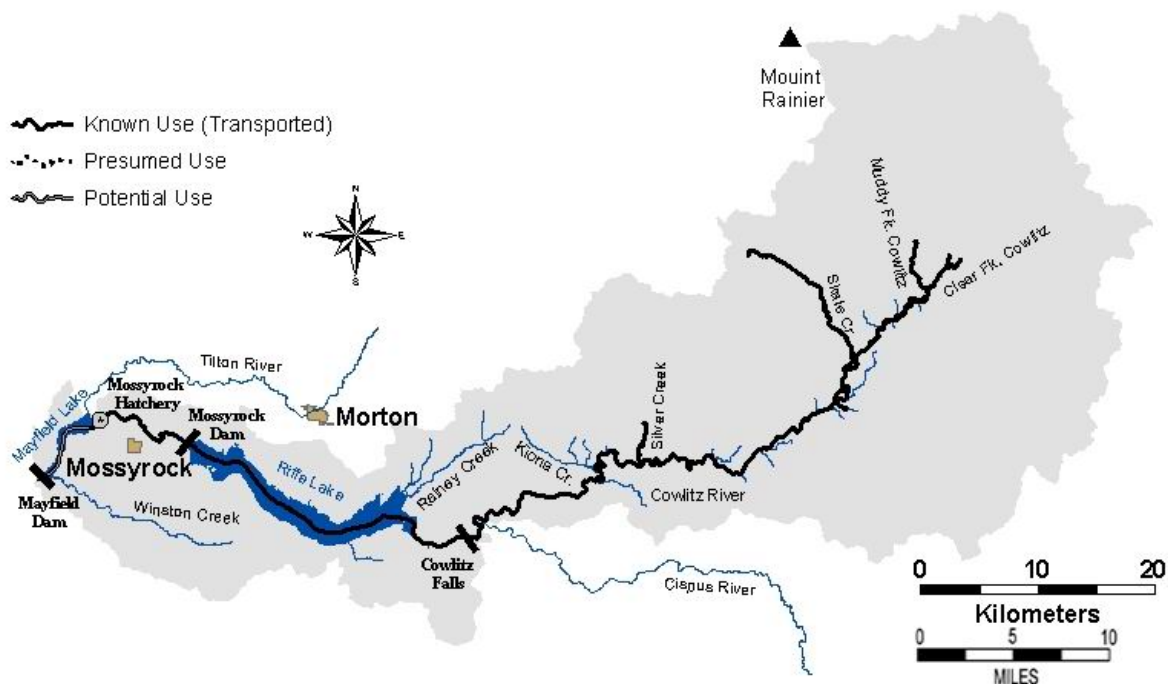 Mouint
Rainier
Known Use (Transported)
Presumed Use
Potential Use
N
W
E
S
Muddy Fk. Cowlitz
Clear Fk. Cowlitz
Skate Cr.
Tilton River
Mayfield Lake
Mossyrock
Hatchery
Mossyrock
Dam
Morton
Mossyrock
Mayfield
Dam
Winston Creek
Riffe Lake
Rainey Creek
Kiona Cr.
Silver Creek
Cowlitz River
Cowlitz
Falls
Cispus River
0 10 20
Kilometers
0 5 10
MILES